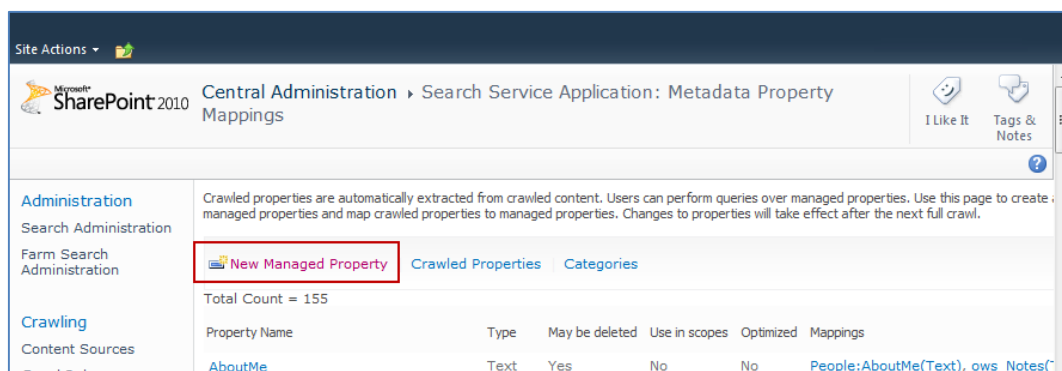 Site Actions
Microsoft
SharePoint 2010
Central Administration ▸ Search Service Application: Metadata Property
Mappings
I Like It
Tags &
Notes
Crawled properties are automatically extracted from crawled content. Users can perform queries over managed properties. Use this page to create
managed properties and map crawled properties to managed properties. Changes to properties will take effect after the next full crawl.
Administration
Search Administration
Farm Search
Administration
New Managed Property Crawled Properties Categories
Total Count = 155
Crawling
Content Sources
Property Name Type May be deleted Use in scopes Optimized Mappings
AboutMe Text Yes No No People:AboutMe(Text), ows_Notes(